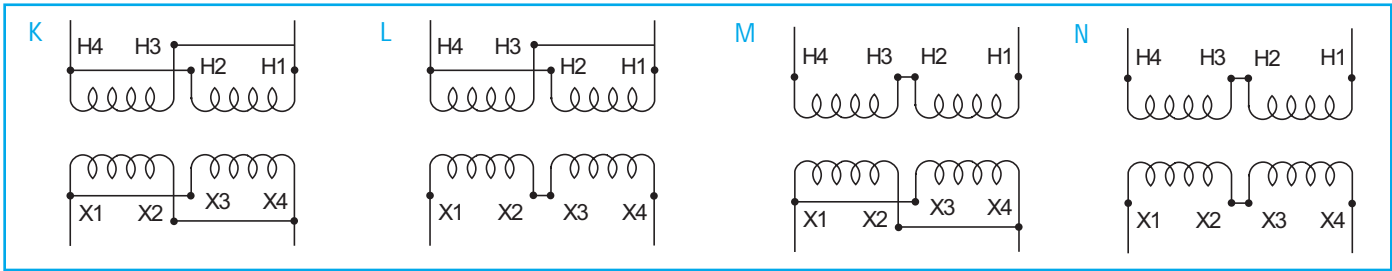 K H4 H3 H2 H1 X1 X2 X3 X4
L H4 H3 H2 H1 X1 X2 X3 X4
M H4 H3 H2 H1 X1 X2 X3 X4
N H4 H3 H2 H1 X1 X2 X3 X4